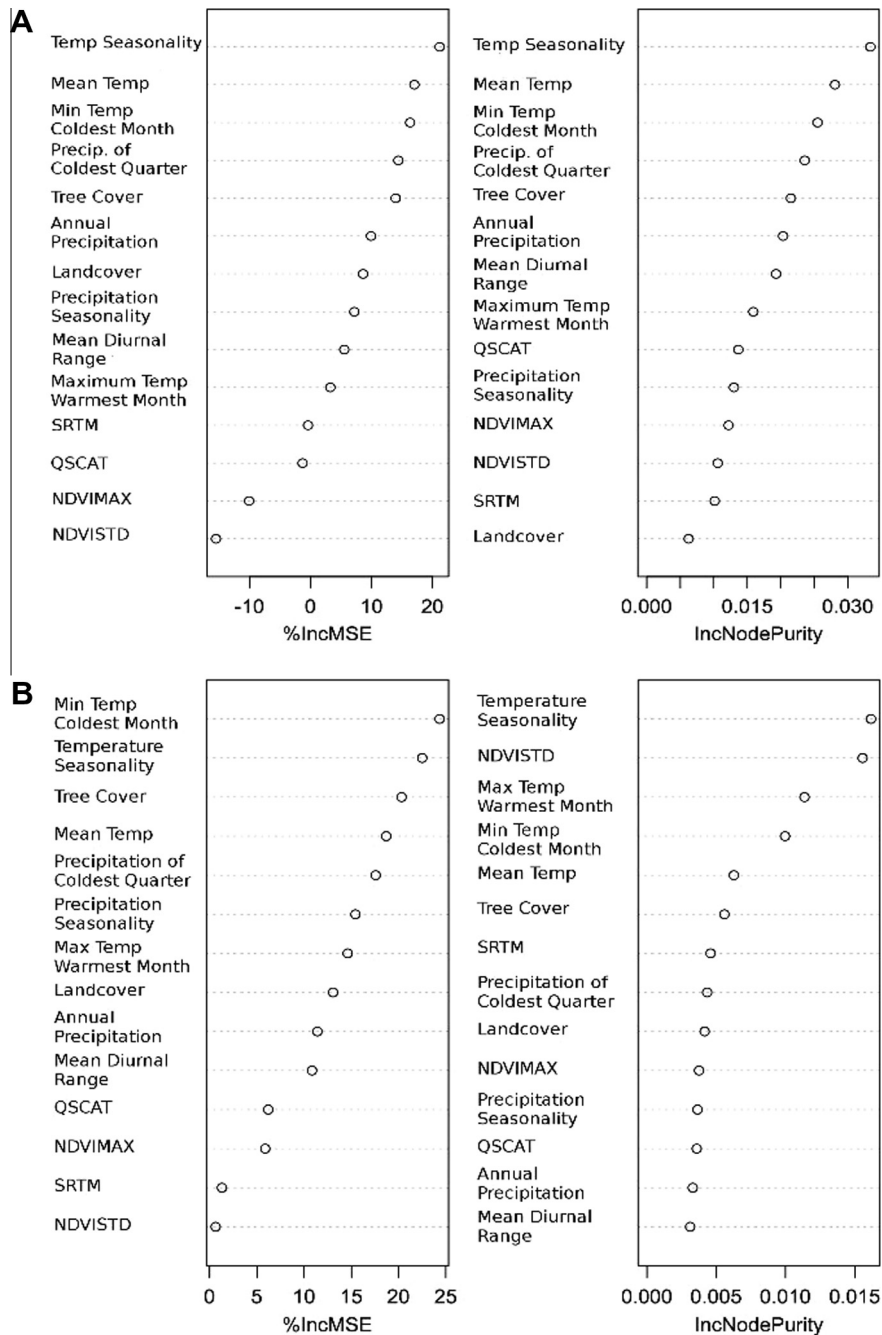 A
Temp Seasonality
Mean Temp
Min Temp
Coldest Month
Precip. of
Coldest Quarter
Tree Cover
Annual
Precipitation
Landcover
Precipitation
Seasonality
Mean Diurnal
Range
Maximum Temp
Warmest Month
SRTM
QSCAT
NDVIMAX
NDVISTD
-10 0 10 20
%IncMSE
Temp Seasonality
Mean Temp
Min Temp
Coldest Month
Precip. of
Coldest Quarter
Tree Cover
Annual
Precipitation
Mean Diurnal
Range
Maximum Temp
Warmest Month
QSCAT
Precipitation
Seasonality
NDVIMAX
NDVISTD
SRTM
Landcover
0.000 0.015 0.030
IncNodePurity
B
Min Temp
Coldest Month
Temperature
Seasonality
Tree Cover
Mean Temp
Precipitation of
Coldest Quarter
Precipitation
Seasonality
Max Temp
Warmest Month
Landcover
Annual
Precipitation
Mean Diurnal
Range
QSCAT
NDVIMAX
SRTM
NDVISTD
0 5 10 15 20 25
%IncMSE
Temperature
Seasonality
NDVISTD
Max Temp
Warmest Month
Min Temp
Coldest Month
Mean Temp
Tree Cover
SRTM
Precipitation of
Coldest Quarter
Landcover
NDVIMAX
Precipitation
Seasonality
QSCAT
Annual
Precipitation
Mean Diurnal
Range
0.000 0.005 0.010 0.015
IncNodePurity